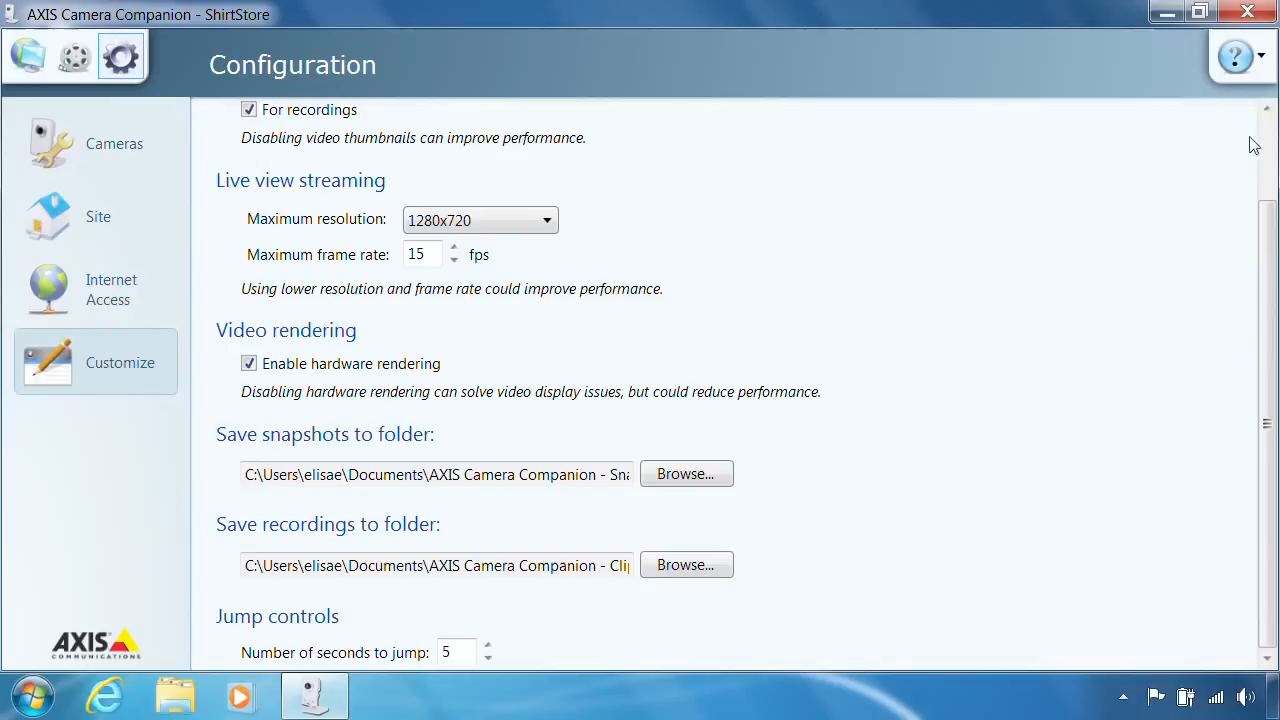 AXIS Camera Companion - ShirtStore
Configuration
Cameras
Site
Internet
Access
Customize
For recordings
Disabling video thumbnails can improve performance.
Live view streaming
Maximum resolution: 1280x720
Maximum frame rate: 15 fps
Using lower resolution and frame rate could improve performance.
Video rendering
Enable hardware rendering
Disabling hardware rendering can solve video display issues, but could reduce performance.
Save snapshots to folder:
C:\Users\elisae\Documents\AXIS Camera Companion - Sna Browse...
Save recordings to folder:
C:\Users\elisae\Documents\AXIS Camera Companion - Clip Browse...
Jump controls
Number of seconds to jump: 5
AXIS
COMMUNICATIONS